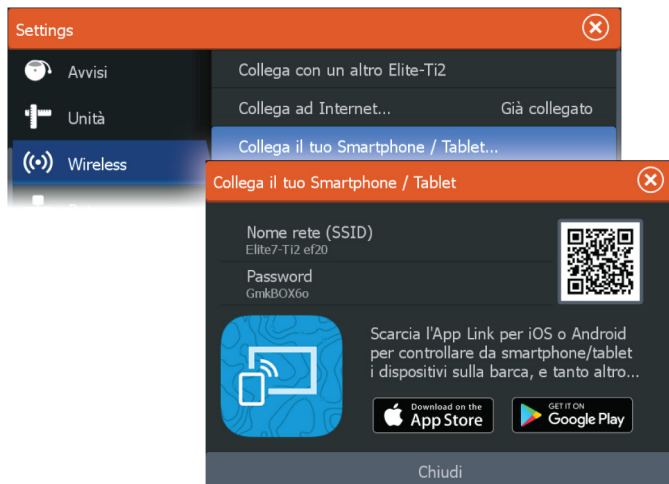 Settings
Avvisi
Unità
Wireless
Collega con un altro Elite-Ti2
Collega ad Internet... Già collegato
Collega il tuo Smartphone / Tablet...
Collega il tuo Smartphone / Tablet
Nome rete (SSID)
Elite7-Ti2 ef20
Password
GmkBOX6o
Scarcia l'App Link per iOS o Android
per controllare da smartphone/tablet
i dispositivi sulla barca, e tanto altro...
Download on the
App Store
GET IT ON
Google Play
Chiudi